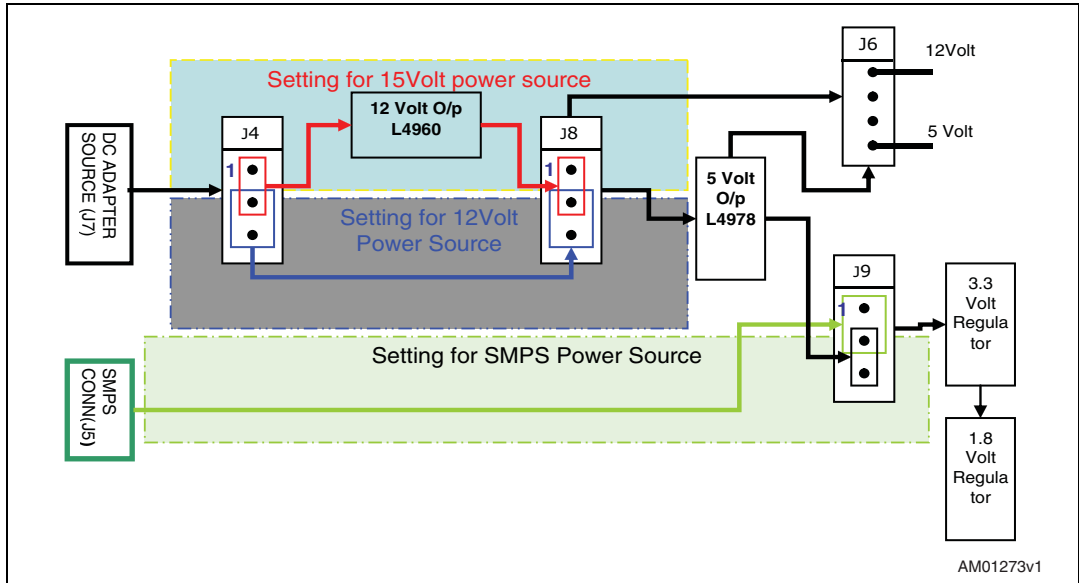 Setting for 15Volt power source
12 Volt O/p
L4960
J4
1
J8
1
J6
12Volt
5 Volt
DC ADAPTER
SOURCE (J7)
Setting for 12Volt
Power Source
5 Volt
O/p
L4978
J9
1
3.3
Volt
Regula
tor
Setting for SMPS Power Source
SMPS
CONN(J5)
1.8
Volt
Regula
tor
AM01273v1